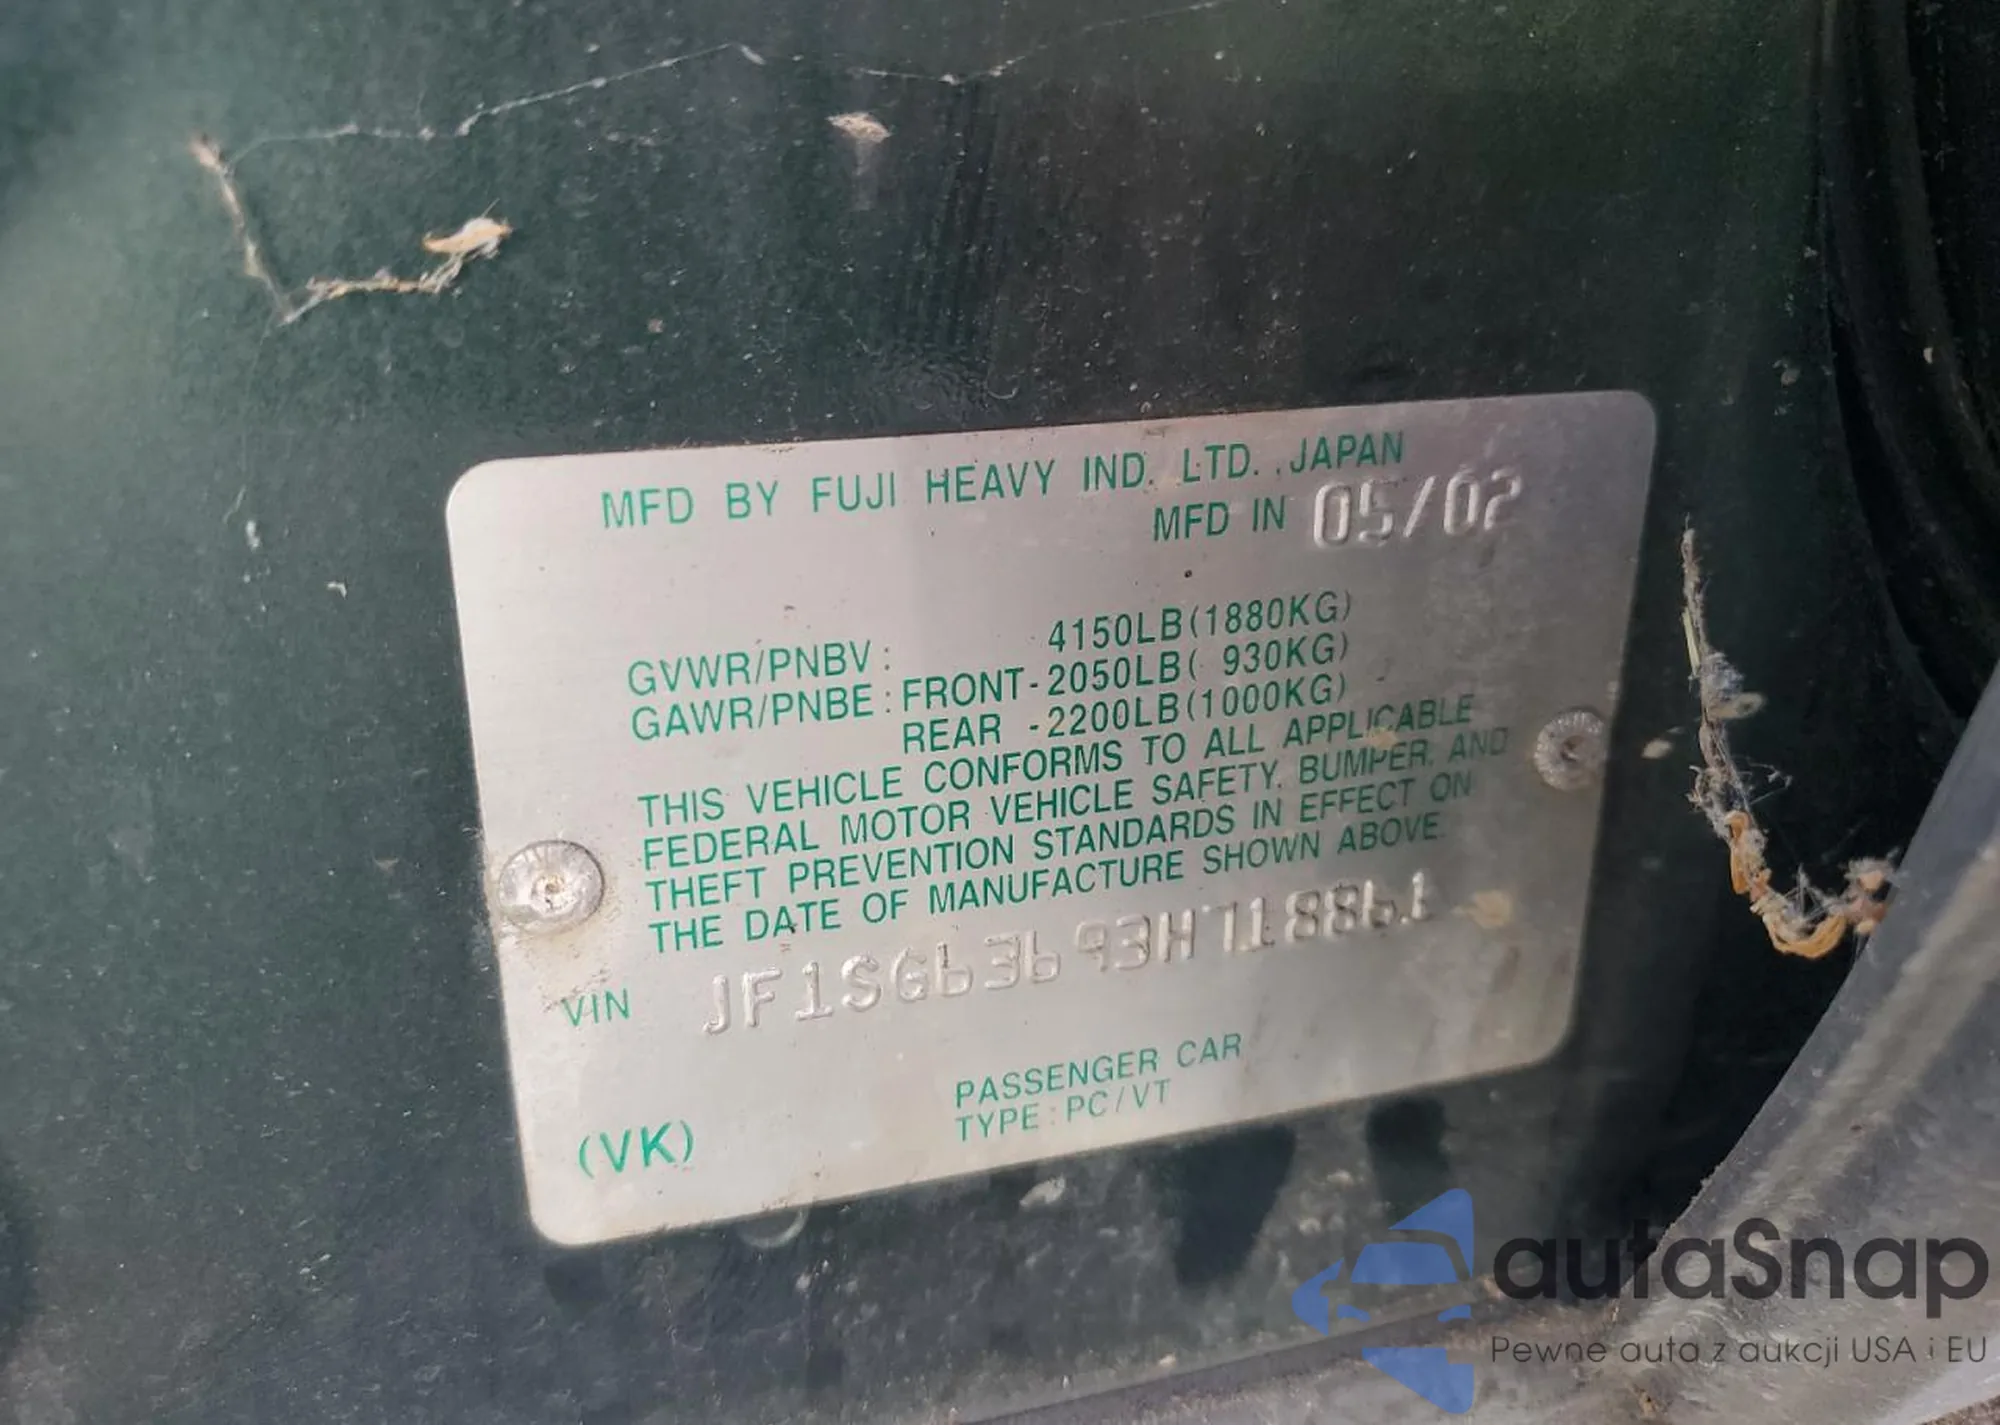 MFD BY FUJI HEAVY IND. LTD. ,JAPAN
MFD IN 05/02
GVWR/PNBV: 4150LB(1880KG)
GAWR/PNBE: FRONT-2050LB( 930KG)
REAR -2200LB(1000KG)
THIS VEHICLE CONFORMS TO ALL APPLICABLE
FEDERAL MOTOR VEHICLE SAFETY, BUMPER, AND
THEFT PREVENTION STANDARDS IN EFFECT ON
THE DATE OF MANUFACTURE SHOWN ABOVE.
VIN JF1SG63693H718861
PASSENGER CAR
TYPE: PC/VT
(VK)
autaSnap
Pewne auta z aukcji USA i EU